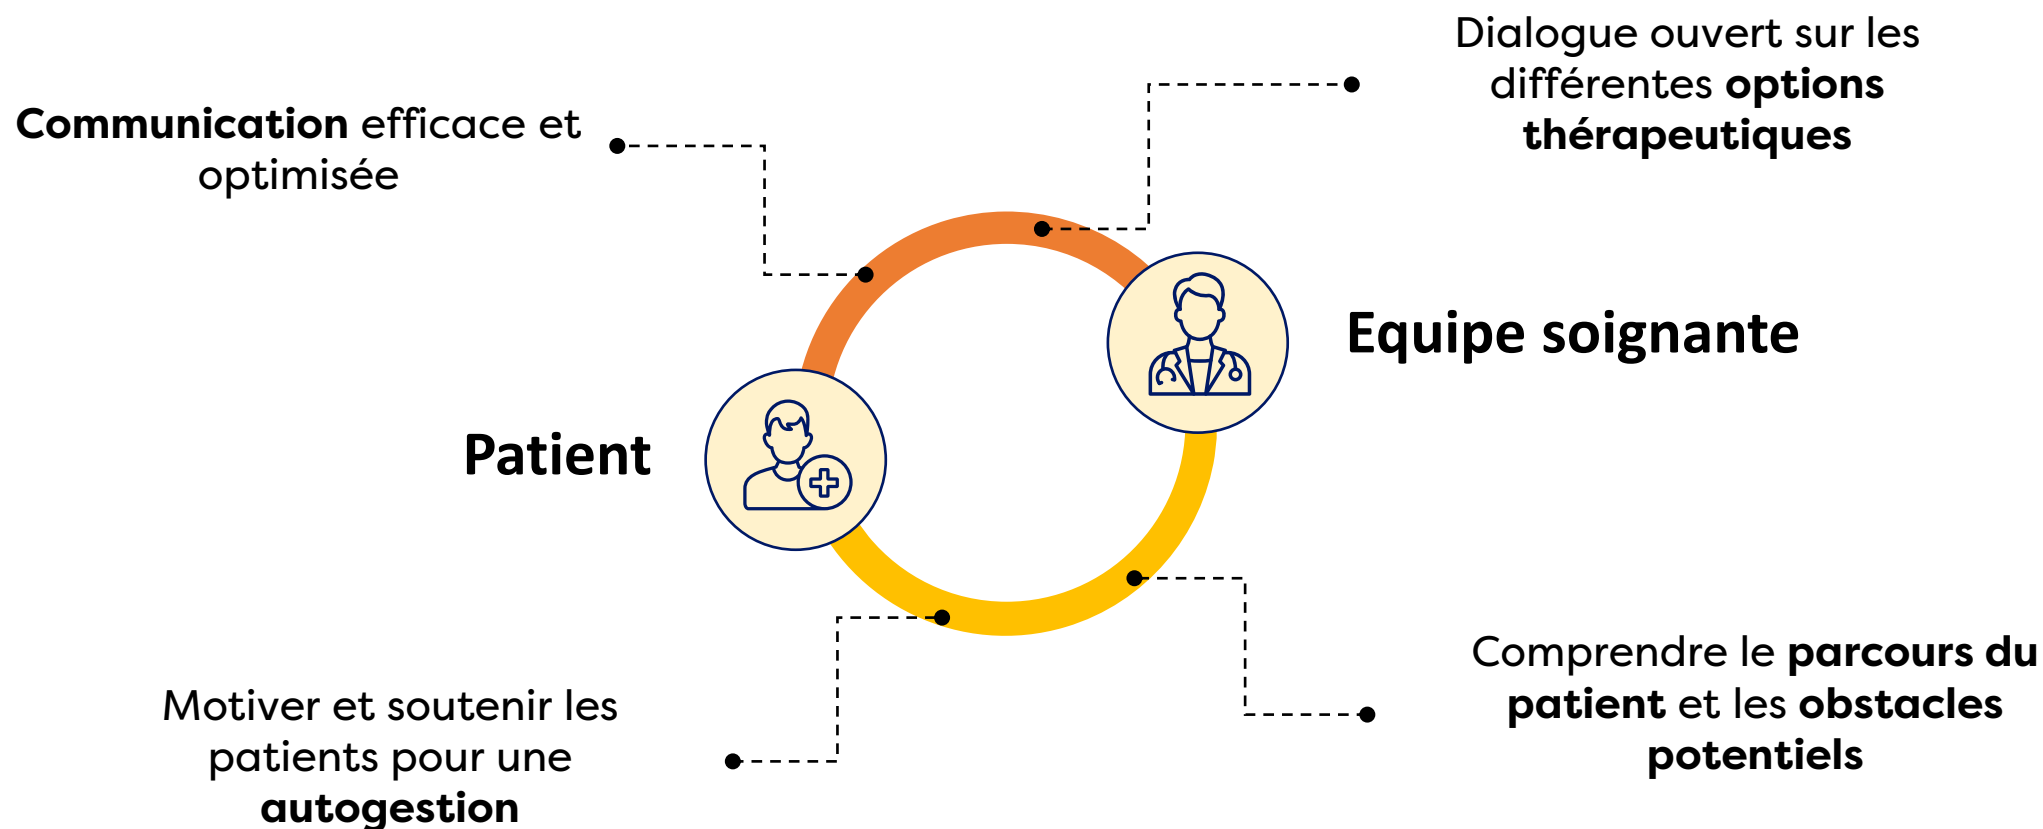 Dialogue ouvert sur les
différentes options
thérapeutiques
Communication efficace et
optimisée
Equipe soignante
Patient
Comprendre le parcours du
patient et les obstacles
potentiels
Motiver et soutenir les
patients pour une
autogestion